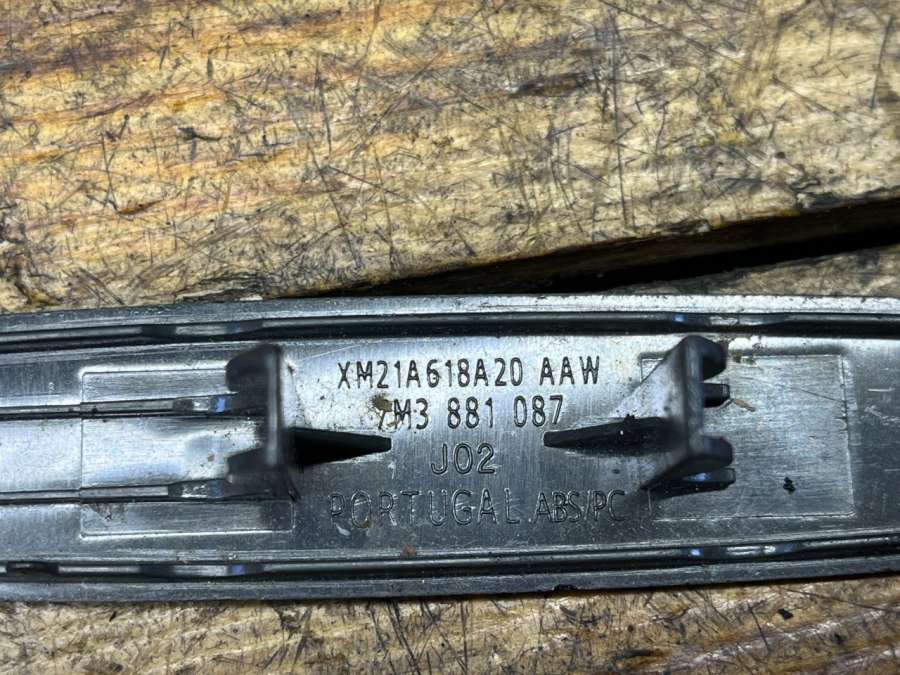 XM21A618A20 AAW
7M3 881 087
J02
PORTUGAL ABS/PC